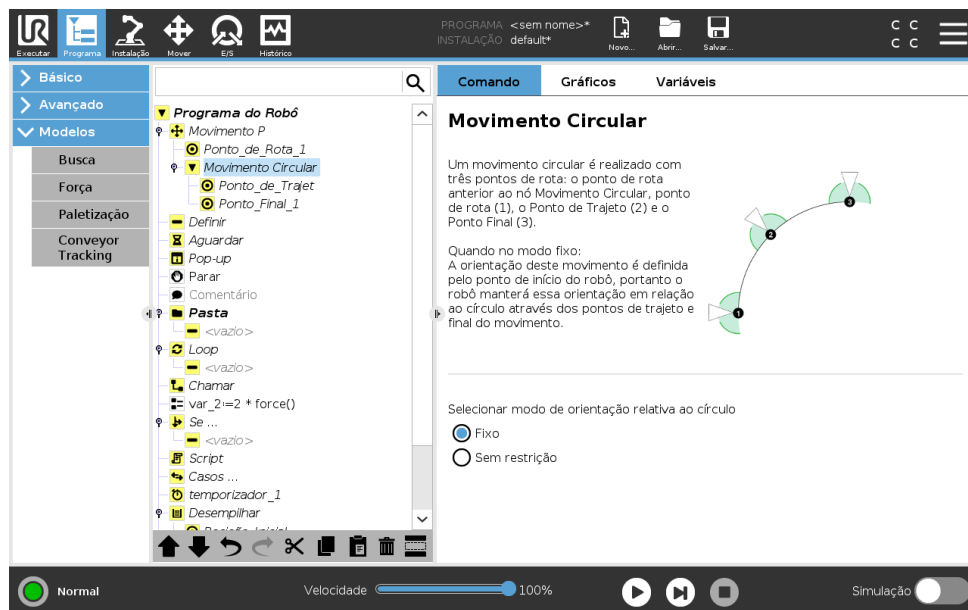 PROGRAMA <sem nome>*
INSTALAÇÃO default*
Executar Programa Instalação Mover E/S Histórico Novo... Abrir... Salvar...
C C
C C
Básico
Avançado
Modelos
Busca
Força
Paletização
Conveyor
Tracking
Programa do Robô
Movimento P
Ponto_de_Rota_1
Movimento Circular
Ponto_de_Trajet
Ponto_Final_1
Definir
Aguardar
Pop-up
Parar
Comentário
Pasta
<vazio>
Loop
<vazio>
Chamar
var_2:=2 * force()
Se ...
<vazio>
Script
Casos ...
temporizador_1
Desempilhar
Comando Gráficos Variáveis
Movimento Circular
Um movimento circular é realizado com
três pontos de rota: o ponto de rota
anterior ao nó Movimento Circular, ponto
de rota (1), o Ponto de Trajeto (2) e o
Ponto Final (3).
Quando no modo fixo:
A orientação deste movimento é definida
pelo ponto de início do robô, portanto o
robô manterá essa orientação em relação
ao círculo através dos pontos de trajeto e
final do movimento.
3
2
1
Selecionar modo de orientação relativa ao círculo
Fixo
Sem restrição
Normal
Velocidade 100%
Simulação